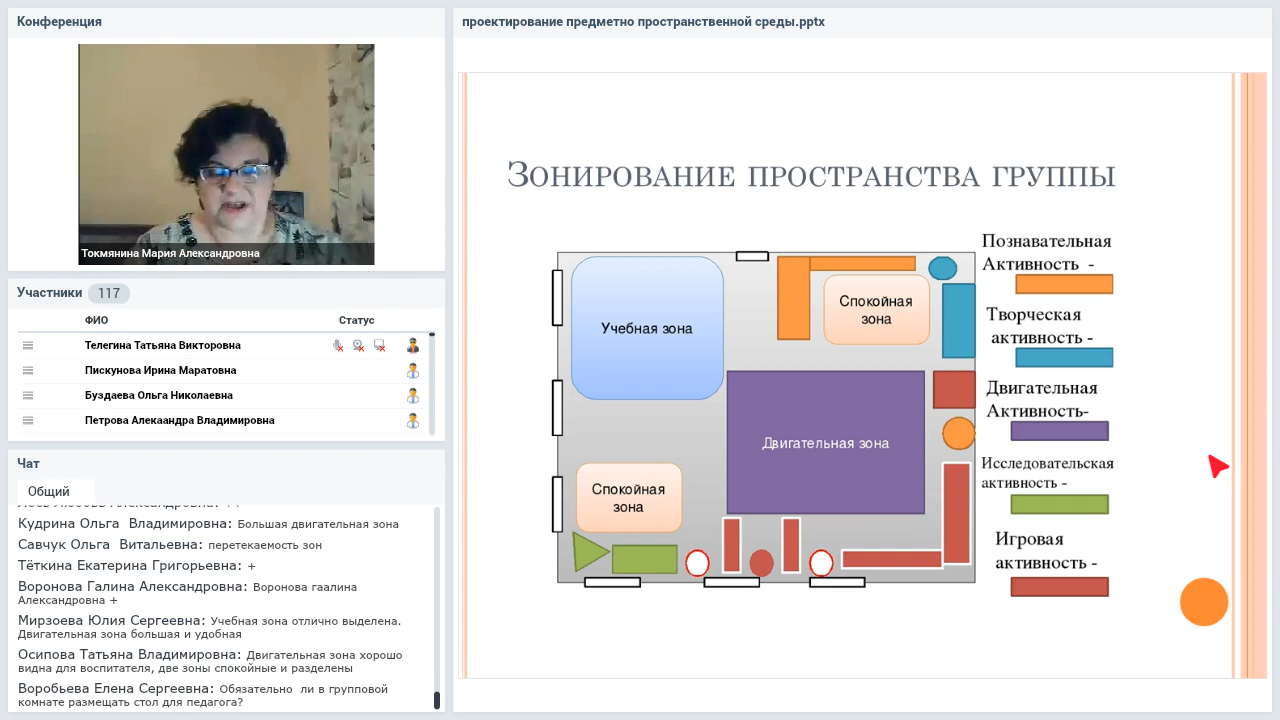 Конференция
Токмянина Мария Александровна
Участники 117
ФИО Статус
Телегина Татьяна Викторовна
Пискунова Ирина Маратовна
Буздаева Ольга Николаевна
Петрова Алекаандра Владимировна
Чат
Общий
Кудрина Ольга Владимировна: Большая двигательная зона
Савчук Ольга Витальевна: перетекаемость зон
Тёткина Екатерина Григорьевна: +
Воронова Галина Александровна: Воронова гаалина
Александровна +
Мирзоева Юлия Сергеевна: Учебная зона отлично выделена.
Двигательная зона большая и удобная
Осипова Татьяна Владимировна: Двигательная зона хорошо
видна для воспитателя, две зоны спокойные и разделены
Воробьева Елена Сергеевна: Обязательно ли в групповой
комнате размещать стол для педагога?
проектирование предметно пространственной среды.pptx
Зонирование пространства группы
Учебная зона
Спокойная
зона
Двигательная зона
Спокойная
зона
Познавательная
Активность -
Творческая
активность -
Двигательная
Активность-
Исследовательская
активность -
Игровая
активность -